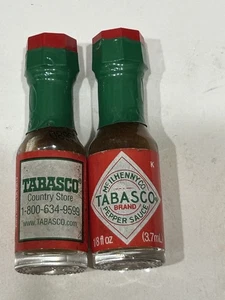 TABASCO
Country Store
1-800-634-9599
www.TABASCO.com
K
McILHENNY CO.
TABASCO
BRAND
PEPPER SAUCE
1/8 fl oz
(3.7mL)